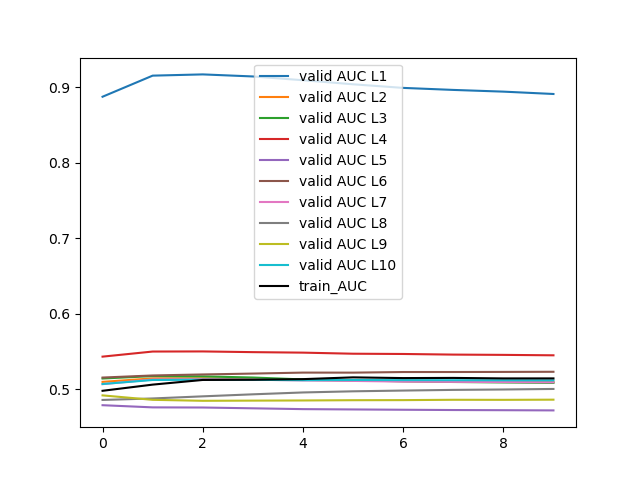 0.9
0.8
0.7
0.6
0.5
0 2 4 6 8
valid AUC L1
valid AUC L2
valid AUC L3
valid AUC L4
valid AUC L5
valid AUC L6
valid AUC L7
valid AUC L8
valid AUC L9
valid AUC L10
train_AUC